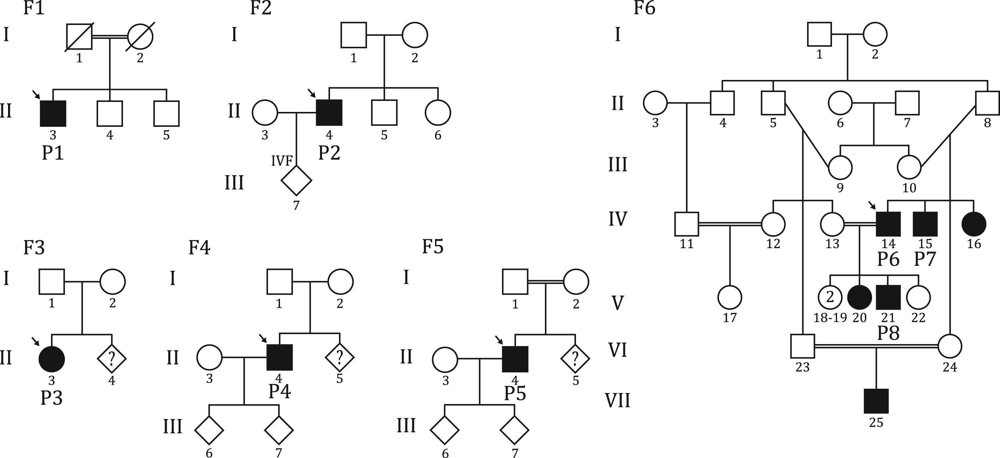 F1
I
1 2
II
3 4 5
P1
F2
I
1 2
II
3 4 5 6
P2
IVF
III
7
F3
I
1 2
II
?
3 4
P3
F4
I
1 2
II
?
3 4 5
P4
III
6 7
F5
I
1 2
II
?
3 4 5
P5
III
6 7
F6
I
1 2
II
3 4 5 6 7 8
III
9 10
IV
11 12 13 14 15 16
P6 P7
V
2
17 18-19 20 21 22
P8
VI
23 24
VII
25